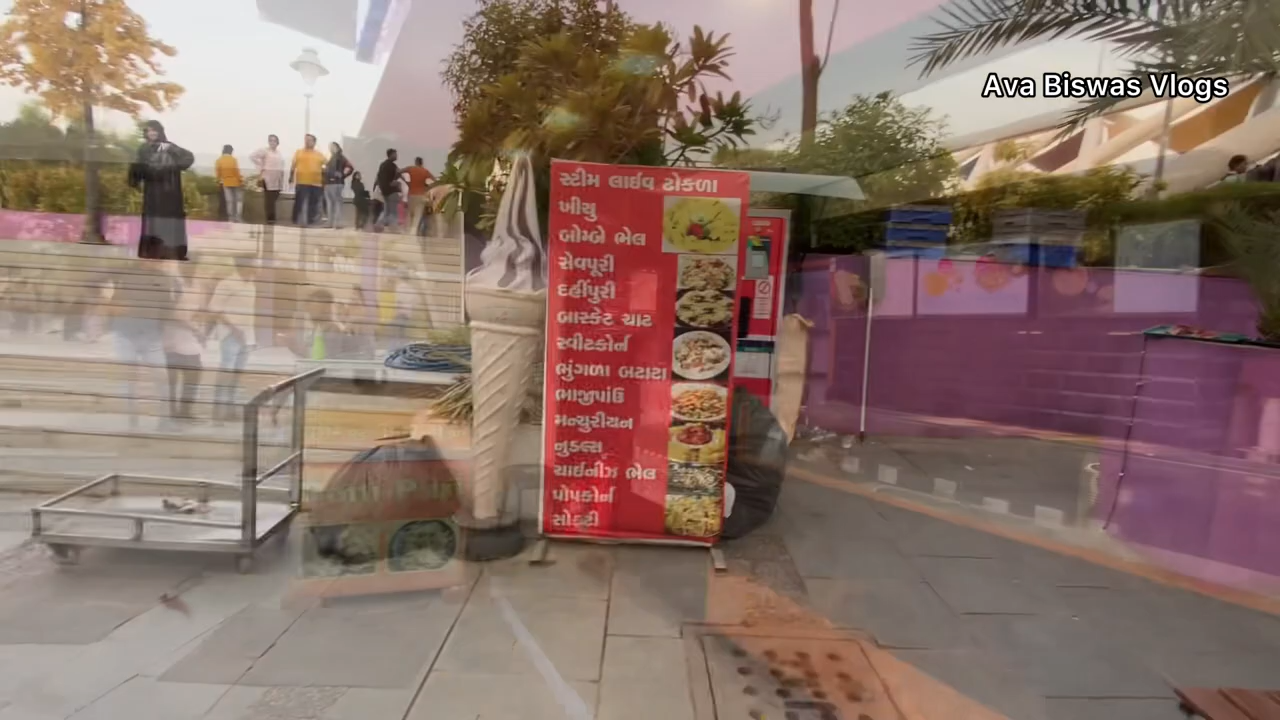 Ava Biswas Vlogs
સ્ટીમ લાઈવ ઢોકળા
ખીચુ
બોમ્બે ભેલ
સેવપૂરી
દહીંપુરી
બાસ્કેટ ચાટ
સ્વીટકોર્ન
ભુંગળા બટાટા
ભાજીપાંઉ
મન્ચુરીયન
નુડલ્સ
ચાઈનીઝ ભેલ
પોપકોર્ન
સોફ્ટી